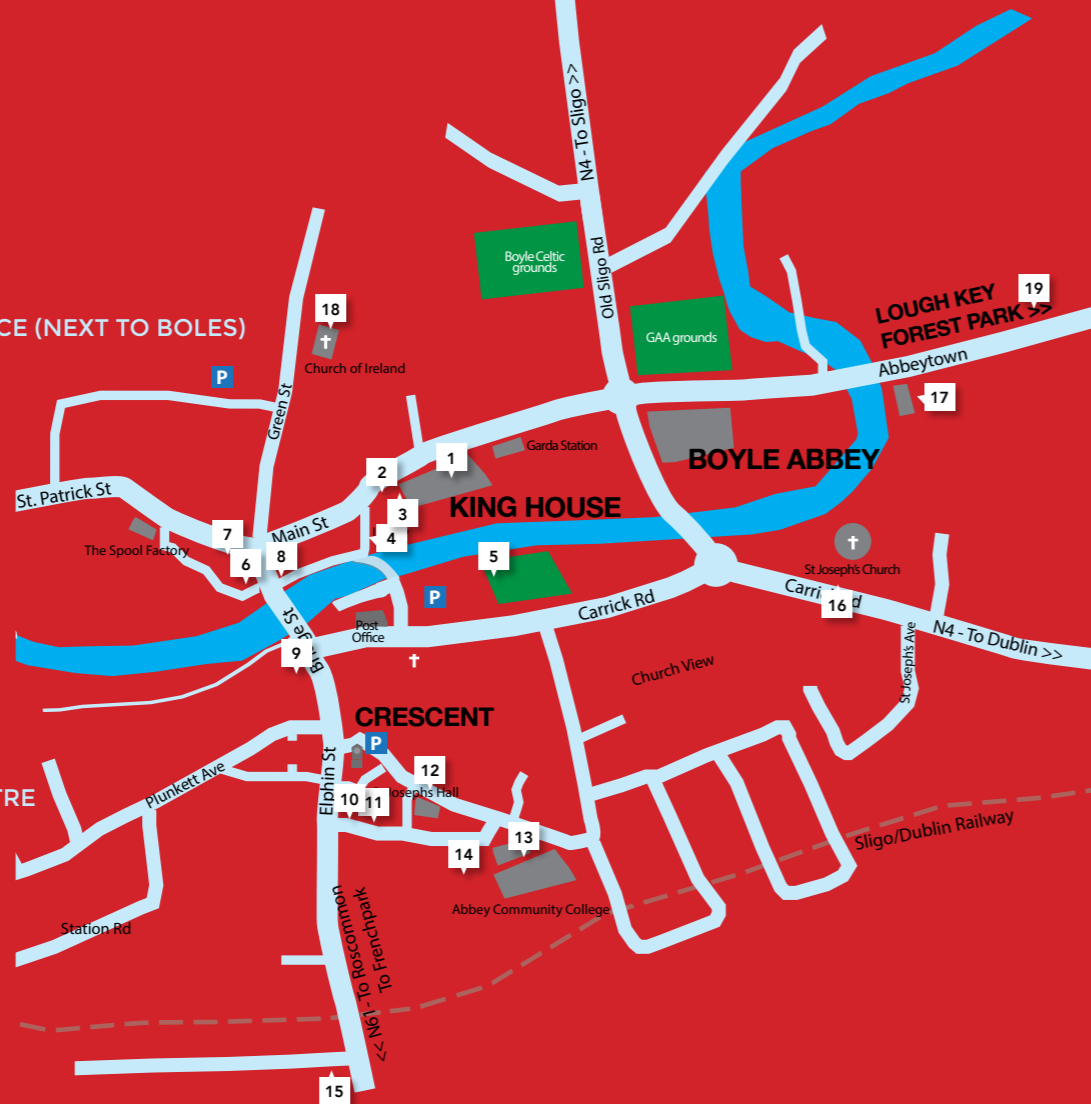 N4 - To Sligo >>
Old Sligo Rd
Boyle Celtic
grounds
GAA grounds
19
LOUGH KEY
FOREST PARK >>
Abbeytown
17
CE (NEXT TO BOLES)
18
Church of Ireland
P
Green St
St. Patrick St
The Spool Factory
Main St
7
6
8
2
1
3
4
Garda Station
KING HOUSE
BOYLE ABBEY
5
P
Post
Office
9
Carrick Rd
St Joseph's Church
16
N4 - To Dublin >>
St Joseph's Ave
Church View
CRESCENT
P
TRE
Plunkett Ave
Elphin St
12
10
11
13
14
Abbey Community College
Sligo/Dublin Railway
Station Rd
<< N61 - To Roscommon
To Frenchpark
15